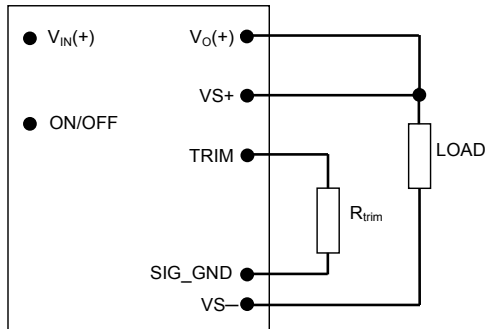 V_IN(+)
V_O(+)
VS+
ON/OFF
TRIM
LOAD
R_trim
SIG_GND
VS−